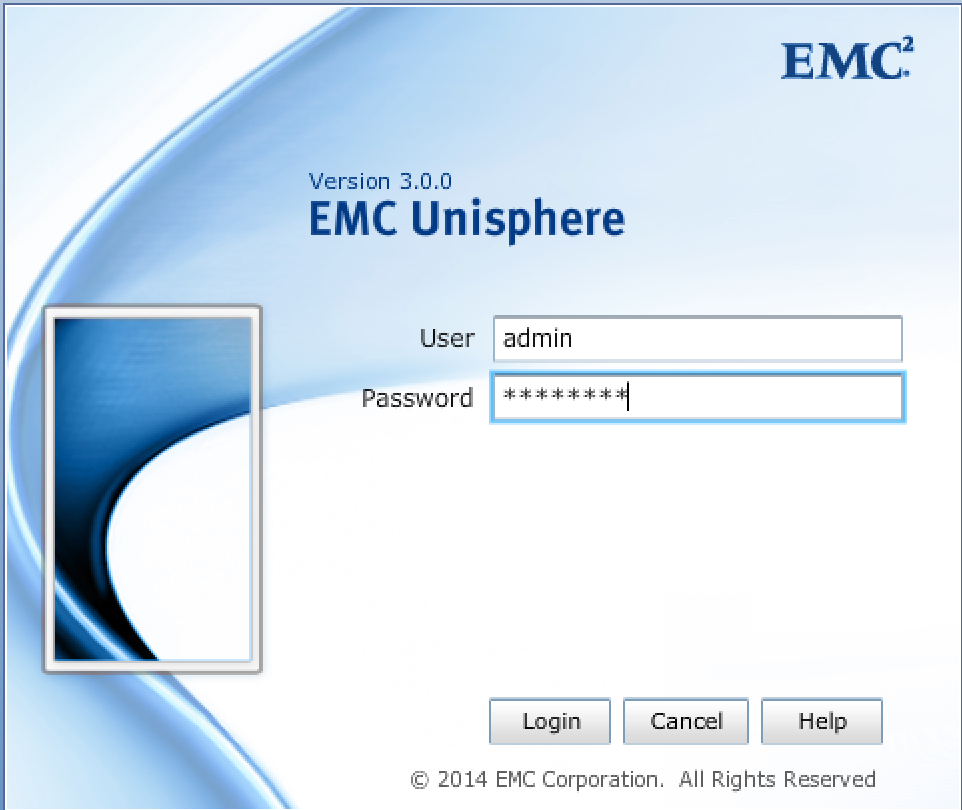 EMC²
Version 3.0.0
EMC Unisphere
User admin
Password ********
Login Cancel Help
© 2014 EMC Corporation. All Rights Reserved